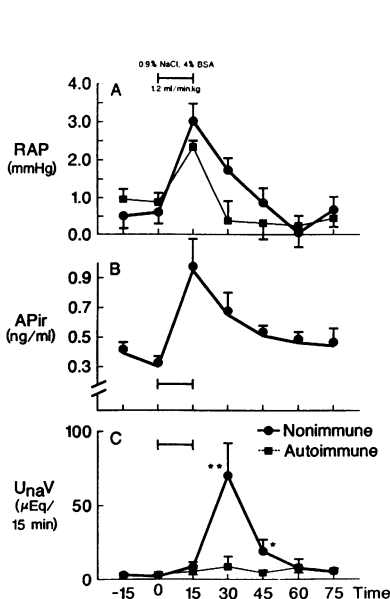 0.9% NaCl, 4% BSA
1.2 ml/min.kg
A
4.0
3.0
2.0
1.0
0.0
RAP
(mmHg)
B
0.9
0.7
0.5
0.3
APir
(ng/ml)
C
Nonimmune
Autoimmune
100
50
0
UnaV
(μEq/
15 min)
**
*
-15 0 15 30 45 60 75 Time